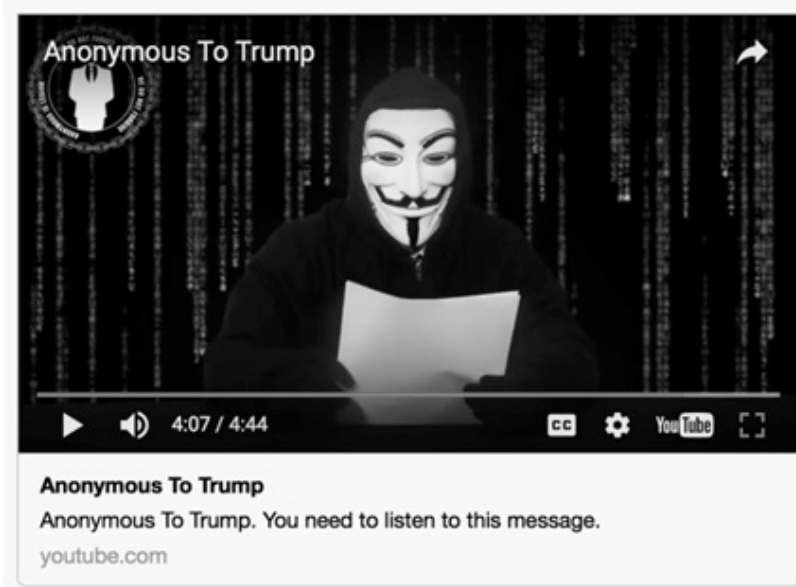 Anonymous To Trump
4:07 / 4:44
CC
YouTube
Anonymous To Trump
Anonymous To Trump. You need to listen to this message.
youtube.com